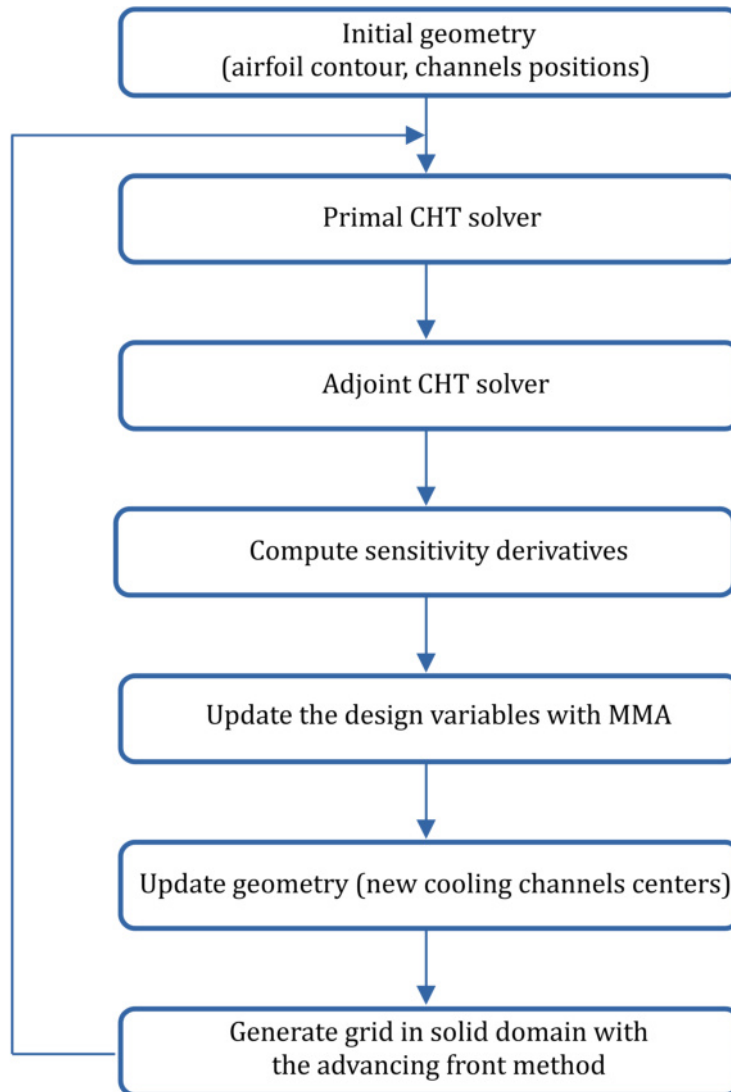 Initial geometry
(airfoil contour, channels positions)
Primal CHT solver
Adjoint CHT solver
Compute sensitivity derivatives
Update the design variables with MMA
Update geometry (new cooling channels centers)
Generate grid in solid domain with
the advancing front method